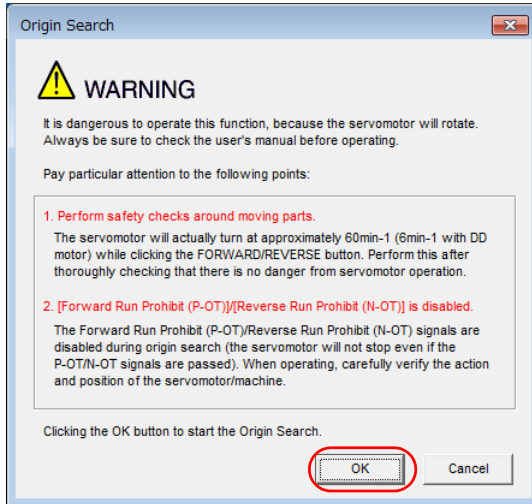 Origin Search
WARNING
It is dangerous to operate this function, because the servomotor will rotate.
Always be sure to check the user's manual before operating.
Pay particular attention to the following points:
1. Perform safety checks around moving parts.
The servomotor will actually turn at approximately 60min-1 (6min-1 with DD
motor) while clicking the FORWARD/REVERSE button. Perform this after
thoroughly checking that there is no danger from servomotor operation.
2. [Forward Run Prohibit (P-OT)]/[Reverse Run Prohibit (N-OT)] is disabled.
The Forward Run Prohibit (P-OT)/Reverse Run Prohibit (N-OT) signals are
disabled during origin search (the servomotor will not stop even if the
P-OT/N-OT signals are passed). When operating, carefully verify the action
and position of the servomotor/machine.
Clicking the OK button to start the Origin Search.
OK
Cancel